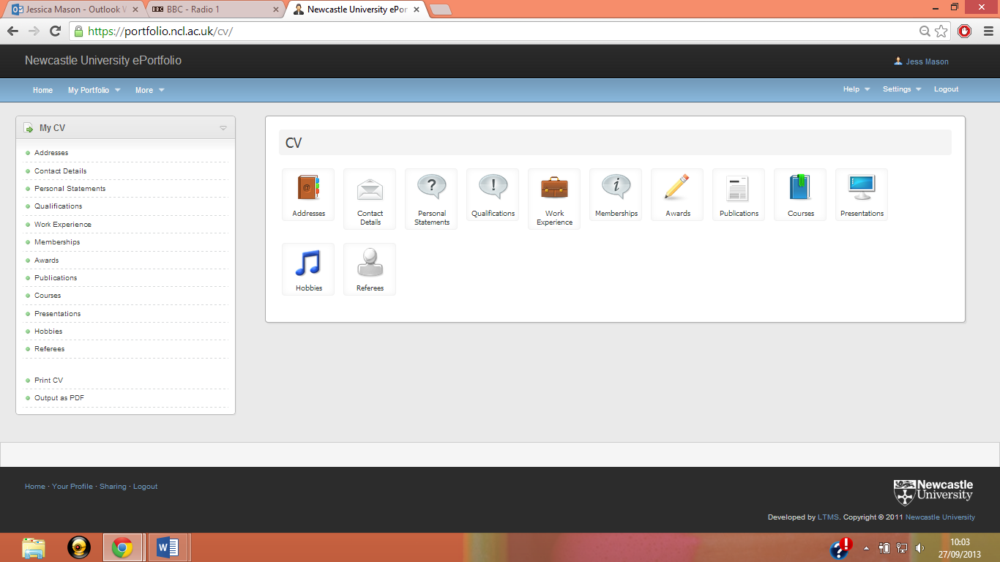 Jessica Mason - Outlook W
BBC BBC - Radio 1
Newcastle University ePor
https://portfolio.ncl.ac.uk/cv/
Newcastle University ePortfolio
Jess Mason
Home My Portfolio More
Help Settings Logout
My CV
Addresses
Contact Details
Personal Statements
Qualifications
Work Experience
Memberships
Awards
Publications
Courses
Presentations
Hobbies
Referees
Print CV
Output as PDF
CV
Addresses
Contact
Details
Personal
Statements
Qualifications
Work
Experience
Memberships
Awards
Publications
Courses
Presentations
Hobbies
Referees
Home · Your Profile · Sharing · Logout
Newcastle
University
Developed by LTMS. Copyright © 2011 Newcastle University
10:03
27/09/2013